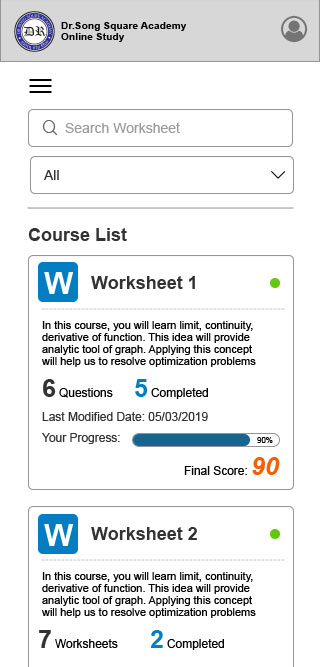 DR
Dr.Song Square Academy
Online Study
Search Worksheet
All
Course List
W Worksheet 1
In this course, you will learn limit, continuity,
derivative of function. This idea will provide
analytic tool of graph. Applying this concept
will help us to resolve optimization problems
6 Questions 5 Completed
Last Modified Date: 05/03/2019
Your Progress: 90%
Final Score: 90
W Worksheet 2
In this course, you will learn limit, continuity,
derivative of function. This idea will provide
analytic tool of graph. Applying this concept
will help us to resolve optimization problems
7 Worksheets 2 Completed